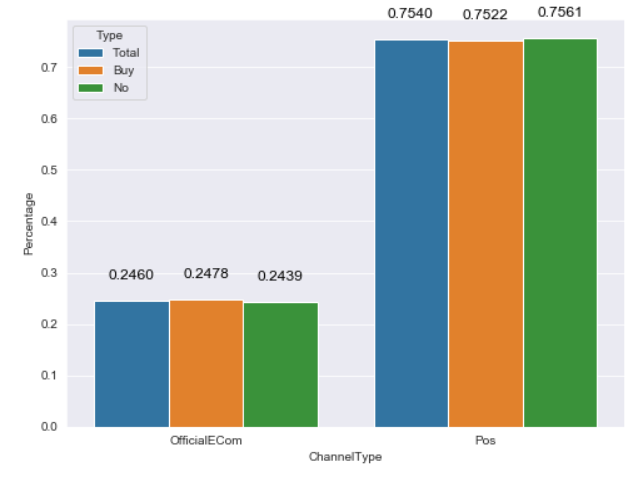 0.7540 0.7522 0.7561
Type
Total
Buy
No
0.7
0.6
0.5
0.4
0.3
0.2
0.1
0.0
Percentage
0.2460 0.2478 0.2439
OfficialECom Pos
ChannelType